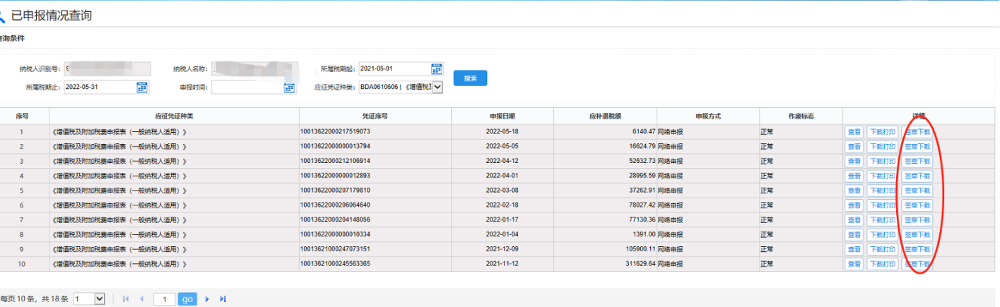 已申报情况查询
查询条件
纳税人识别号： 9 纳税人名称： 所属税期起： 2021-05-01
所属税期止： 2022-05-31 申报时间： 应征凭证种类： BDA0610606 | 《增值税及 搜索
序号 应征凭证种类 凭证序号 申报日期 应补退税额 申报方式 作废标志 详情
1 《增值税及附加税费申报表（一般纳税人适用）》 10013622000217519073 2022-05-18 6140.47 网络申报 正常 查看 下载打印 签章下载
2 《增值税及附加税费申报表（一般纳税人适用）》 10013622000000013794 2022-05-05 16624.79 网络申报 正常 查看 下载打印 签章下载
3 《增值税及附加税费申报表（一般纳税人适用）》 10013622000212106914 2022-04-12 52632.73 网络申报 正常 查看 下载打印 签章下载
4 《增值税及附加税费申报表（一般纳税人适用）》 10013622000000012893 2022-04-01 28995.59 网络申报 正常 查看 下载打印 签章下载
5 《增值税及附加税费申报表（一般纳税人适用）》 10013622000207179810 2022-03-08 37262.91 网络申报 正常 查看 下载打印 签章下载
6 《增值税及附加税费申报表（一般纳税人适用）》 10013622000206064640 2022-02-18 78027.42 网络申报 正常 查看 下载打印 签章下载
7 《增值税及附加税费申报表（一般纳税人适用）》 10013622000204148056 2022-01-17 77130.36 网络申报 正常 查看 下载打印 签章下载
8 《增值税及附加税费申报表（一般纳税人适用）》 10013622000000010334 2022-01-04 1391.00 网络申报 正常 查看 下载打印 签章下载
9 《增值税及附加税费申报表（一般纳税人适用）》 10013621000247073151 2021-12-09 105900.11 网络申报 正常 查看 下载打印 签章下载
10 《增值税及附加税费申报表（一般纳税人适用）》 10013621000245563365 2021-11-12 311629.64 网络申报 正常 查看 下载打印 签章下载
每页 10 条，共 18 条 1 1 go